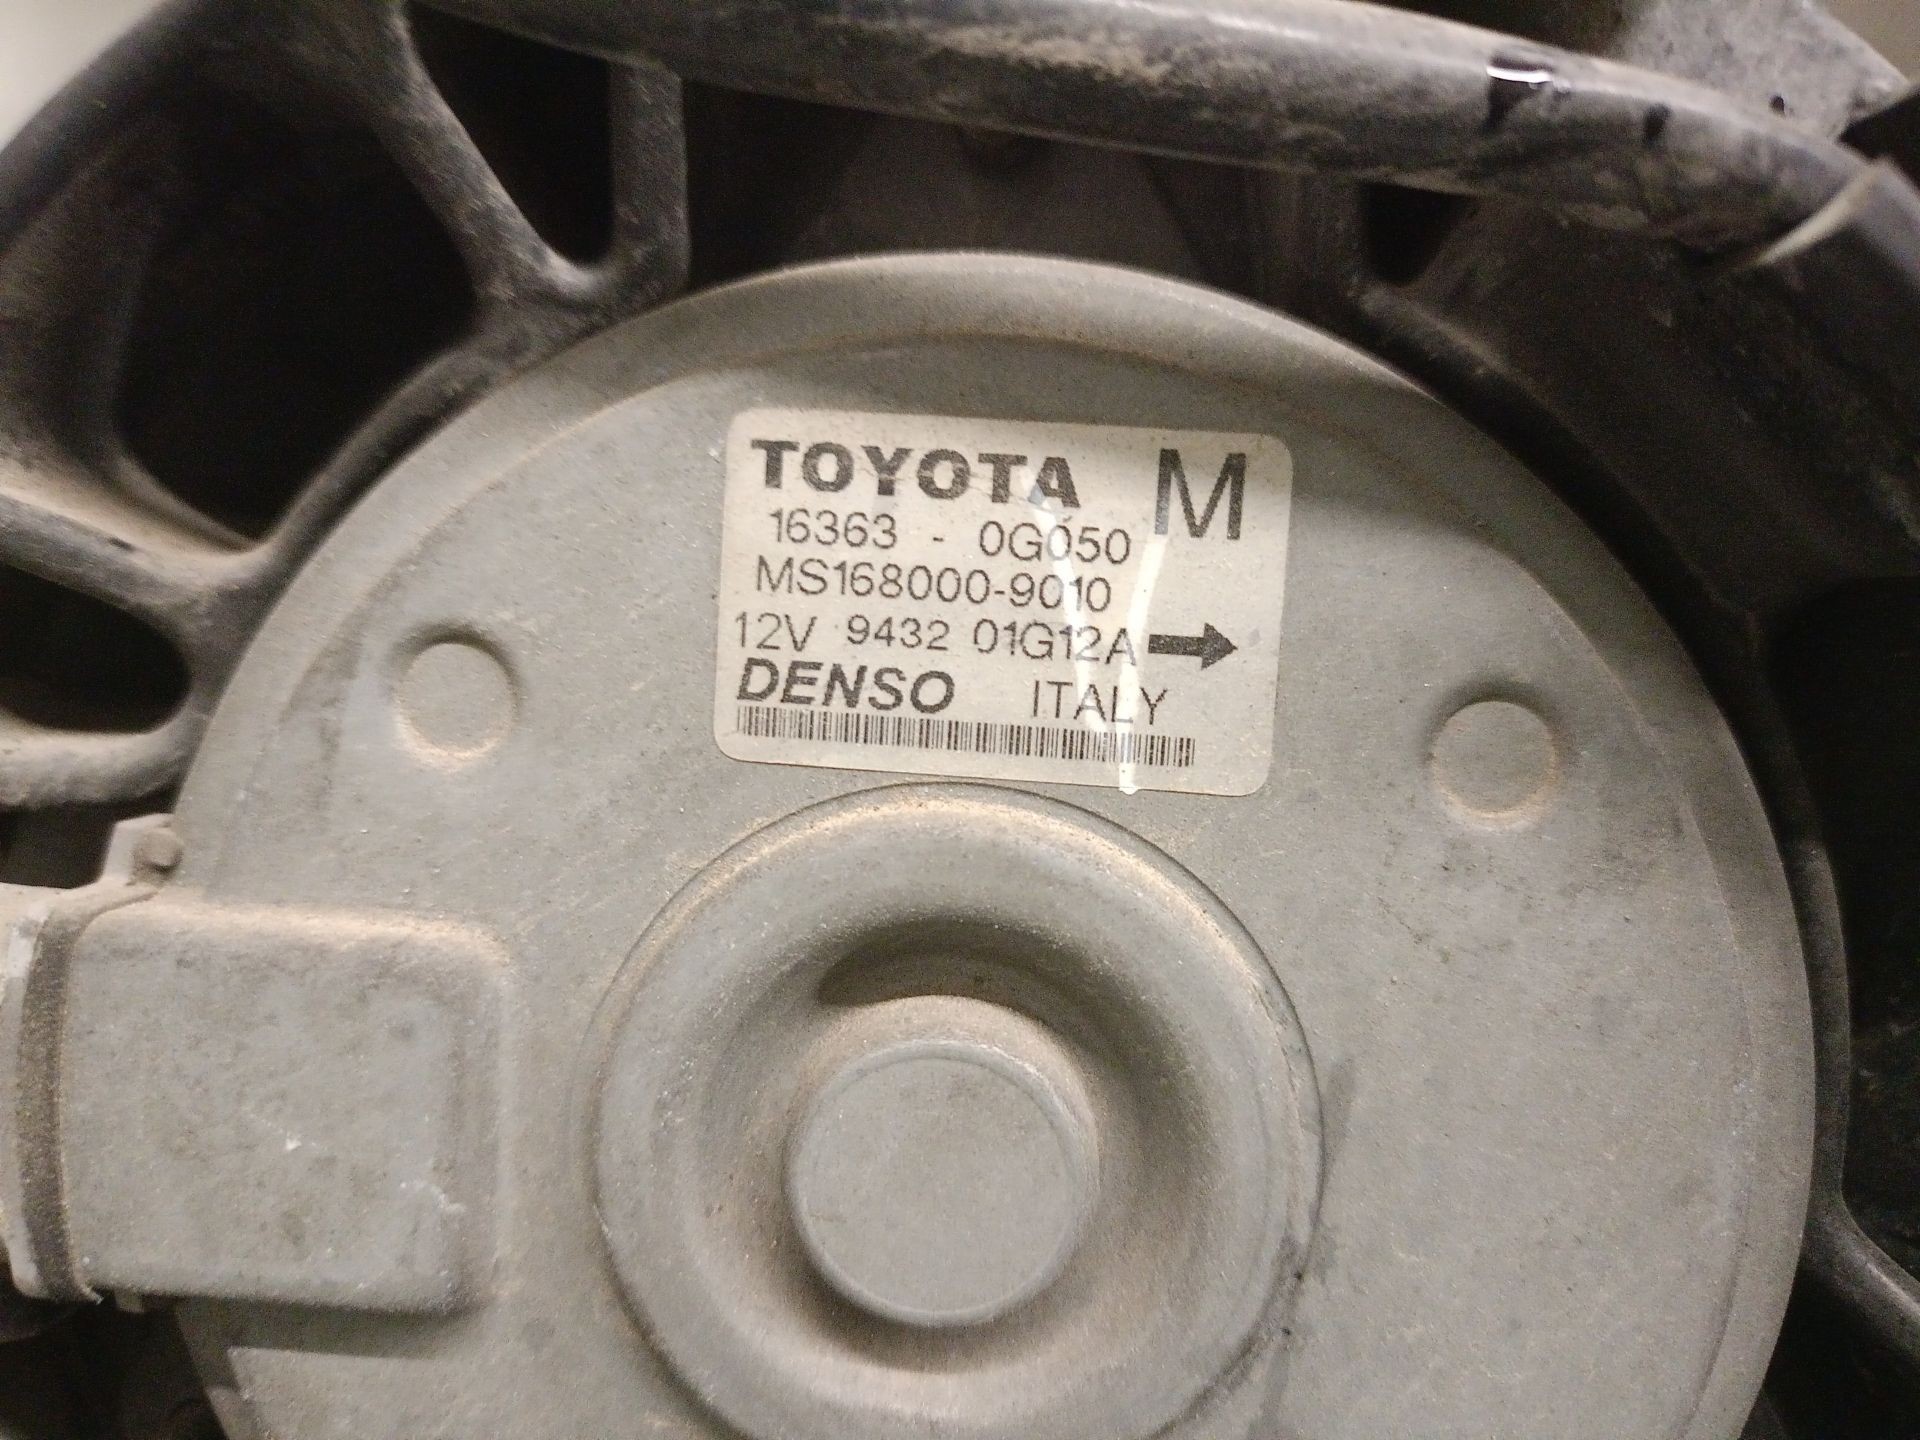 TOYOTA M
16363 - 0G050
MS168000-9010
12V 9432 01G12A
DENSO ITALY